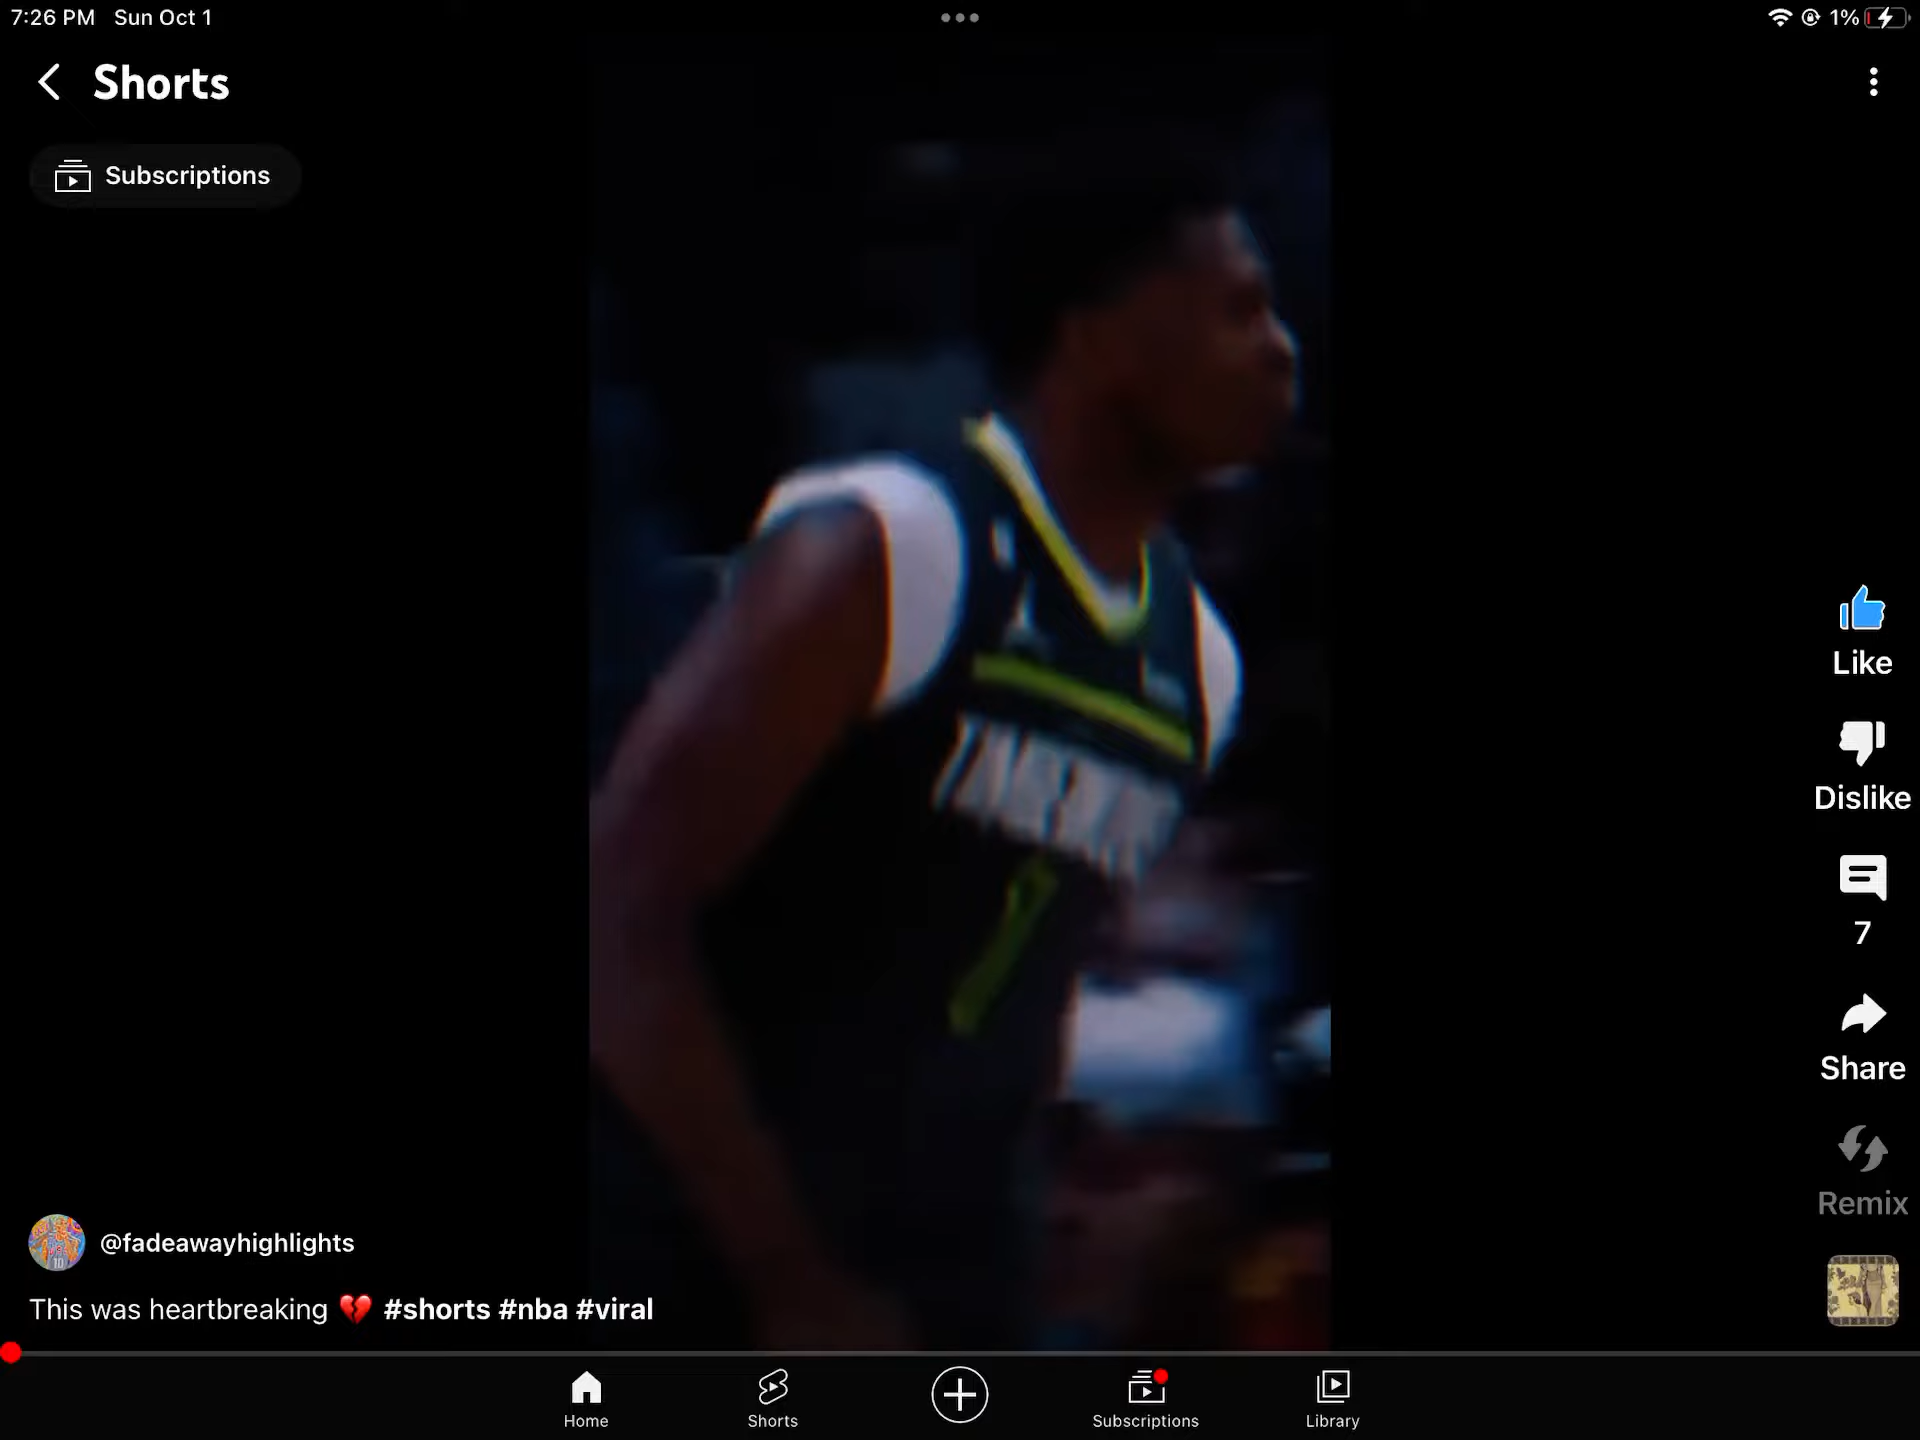 7:26 PM Sun Oct 1
1%
Shorts
Subscriptions
Like
Dislike
7
Share
Remix
@fadeawayhighlights
This was heartbreaking 💔 #shorts #nba #viral
Home
Shorts
Subscriptions
Library